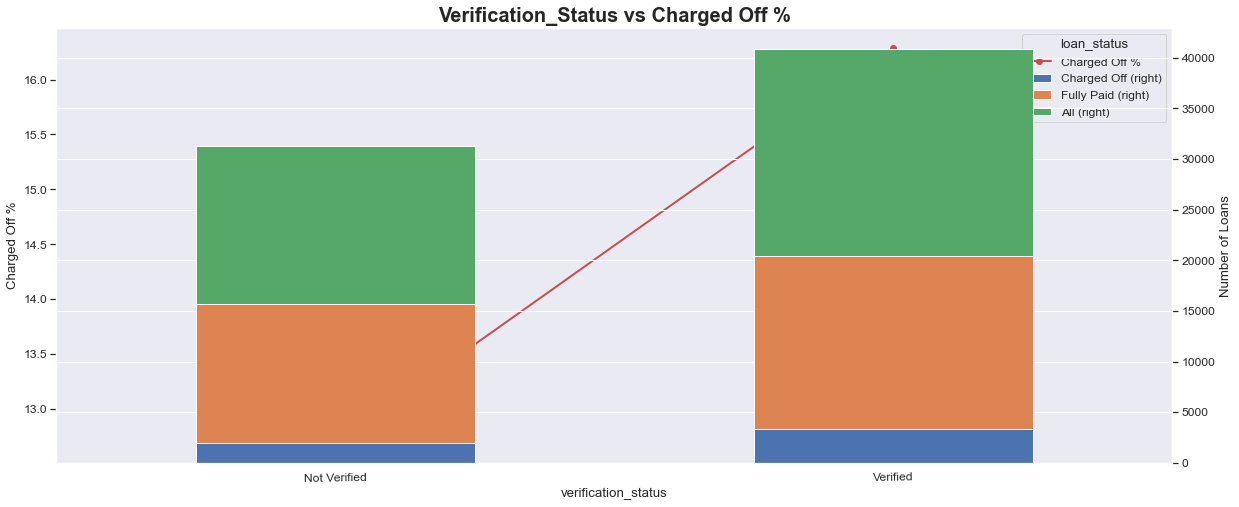 Verification_Status vs Charged Off %
loan_status
Charged Off %
Charged Off (right)
Fully Paid (right)
All (right)
16.0
15.5
15.0
14.5
14.0
13.5
13.0
Charged Off %
40000
35000
30000
25000
20000
15000
10000
5000
0
Number of Loans
Not Verified
Verified
verification_status